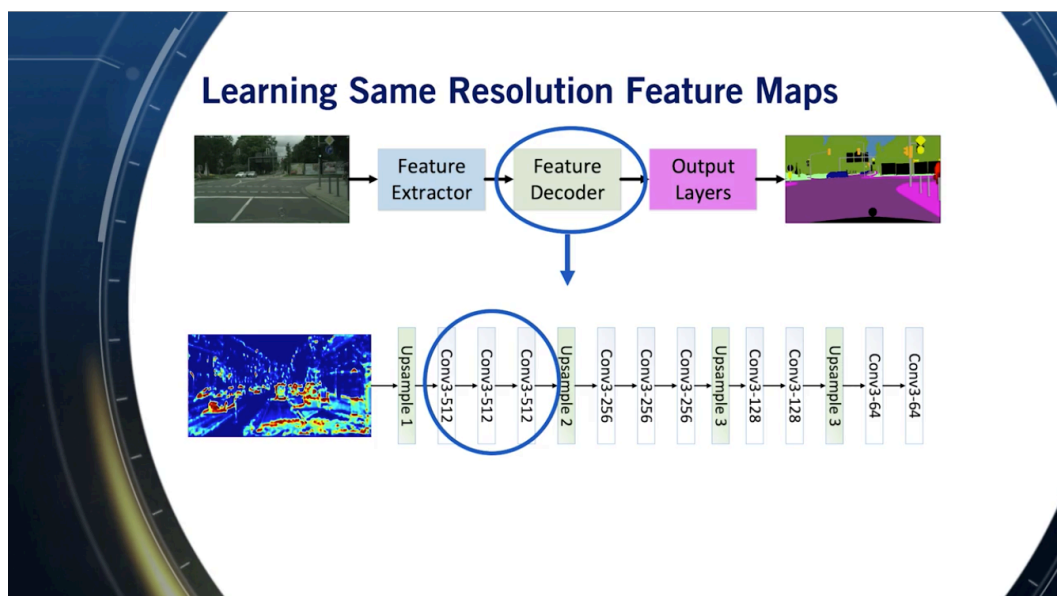 Learning Same Resolution Feature Maps
Feature
Extractor
Feature
Decoder
Output
Layers
Upsample 1
Conv3-512
Conv3-512
Conv3-512
Upsample 2
Conv3-256
Conv3-256
Conv3-256
Upsample 3
Conv3-128
Conv3-128
Upsample 3
Conv3-64
Conv3-64